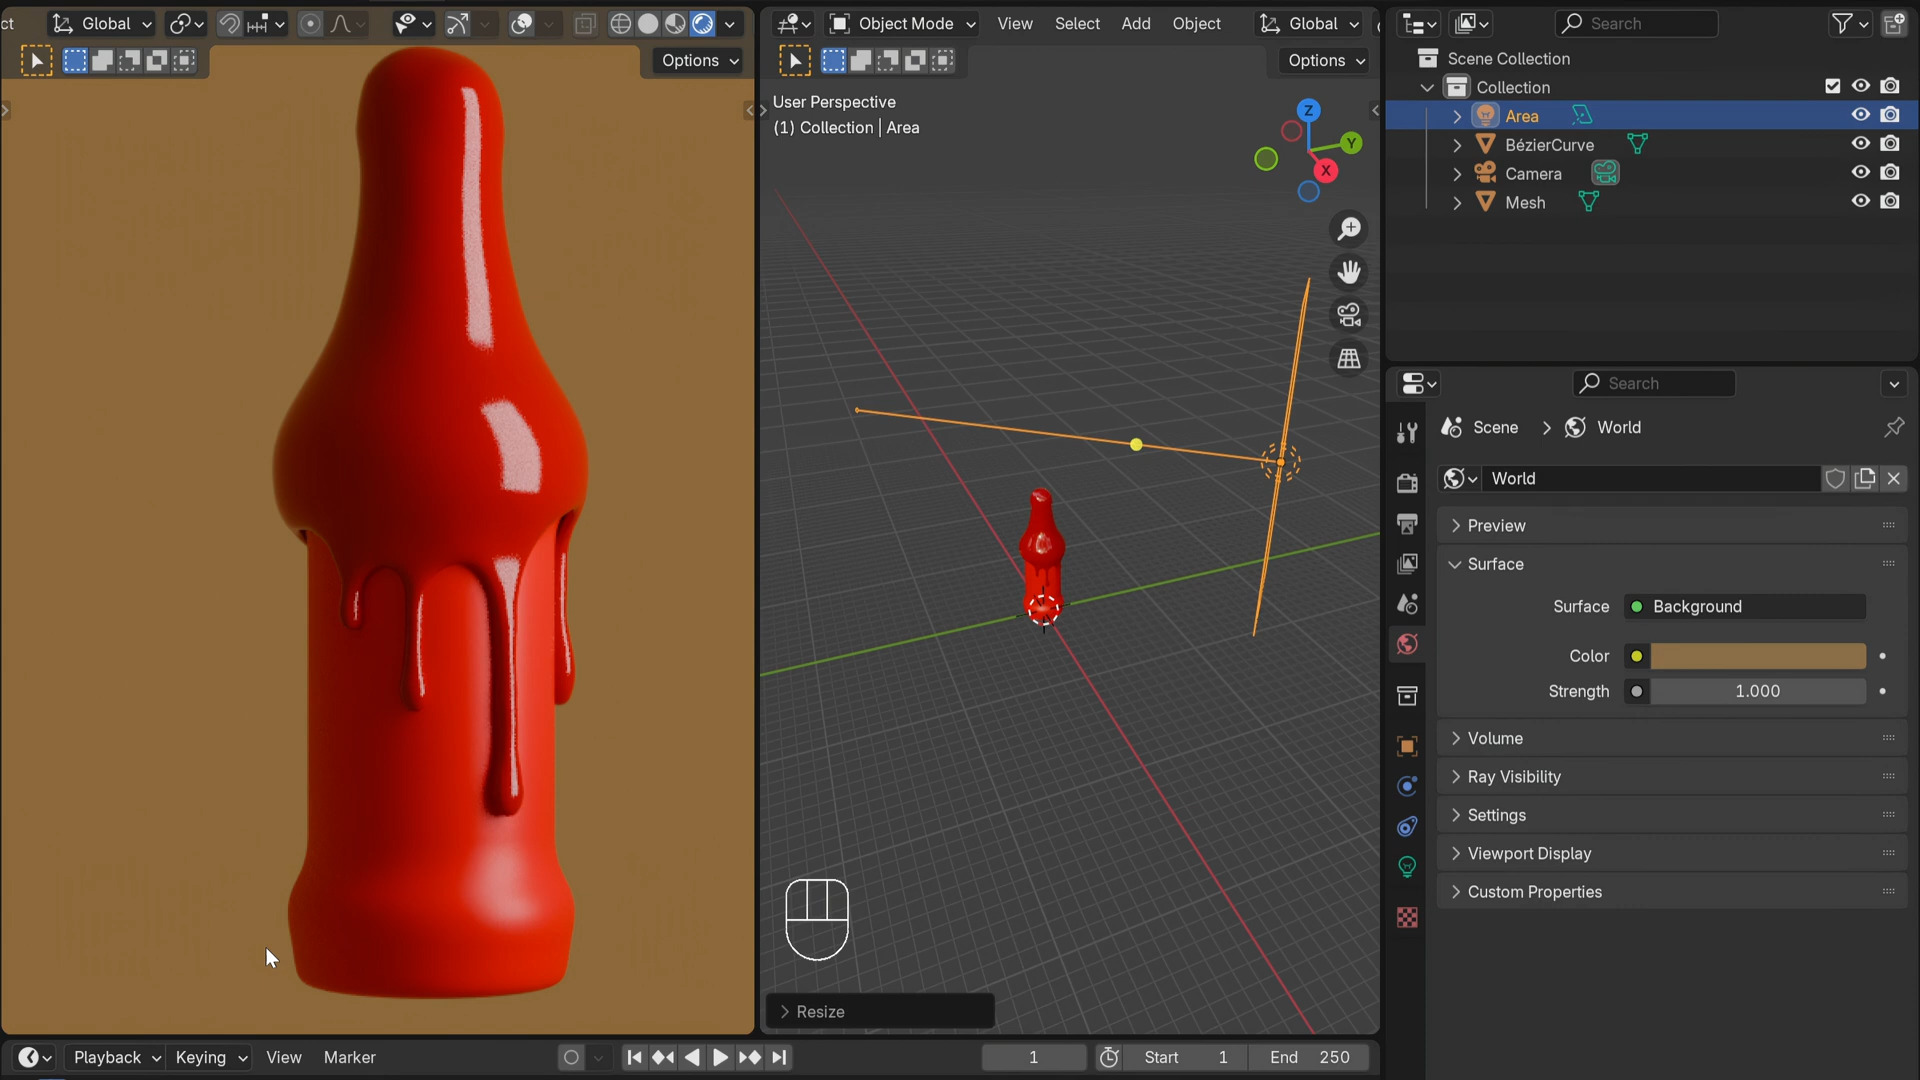 ct Global
Options
Object Mode View Select Add Object Global
Options
User Perspective
(1) Collection | Area
Z
Y
X
Resize
Search
Scene Collection
Collection
Area
BézierCurve
Camera
Mesh
Search
Scene > World
World
Preview
Surface
Surface Background
Color
Strength 1.000
Volume
Ray Visibility
Settings
Viewport Display
Custom Properties
Playback Keying View Marker 1 Start 1 End 250